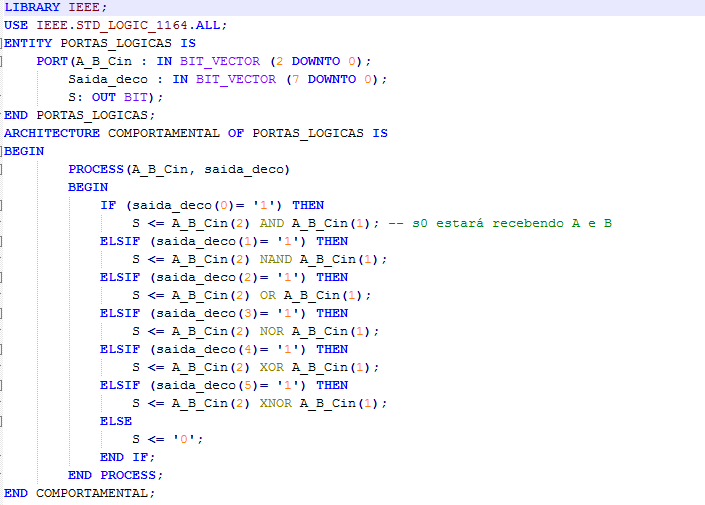 LIBRARY IEEE;
USE IEEE.STD_LOGIC_1164.ALL;
ENTITY PORTAS_LOGICAS IS
    PORT(A_B_Cin : IN BIT_VECTOR (2 DOWNTO 0);
        Saida_deco : IN BIT_VECTOR (7 DOWNTO 0);
        S: OUT BIT);
END PORTAS_LOGICAS;
ARCHITECTURE COMPORTAMENTAL OF PORTAS_LOGICAS IS
BEGIN
        PROCESS(A_B_Cin, saida_deco)
        BEGIN
            IF (saida_deco(0)= '1') THEN
                S <= A_B_Cin(2) AND A_B_Cin(1); -- s0 estará recebendo A e B
            ELSIF (saida_deco(1)= '1') THEN
                S <= A_B_Cin(2) NAND A_B_Cin(1);
            ELSIF (saida_deco(2)= '1') THEN
                S <= A_B_Cin(2) OR A_B_Cin(1);
            ELSIF (saida_deco(3)= '1') THEN
                S <= A_B_Cin(2) NOR A_B_Cin(1);
            ELSIF (saida_deco(4)= '1') THEN
                S <= A_B_Cin(2) XOR A_B_Cin(1);
            ELSIF (saida_deco(5)= '1') THEN
                S <= A_B_Cin(2) XNOR A_B_Cin(1);
            ELSE
                S <= '0';
            END IF;
        END PROCESS;
END COMPORTAMENTAL;